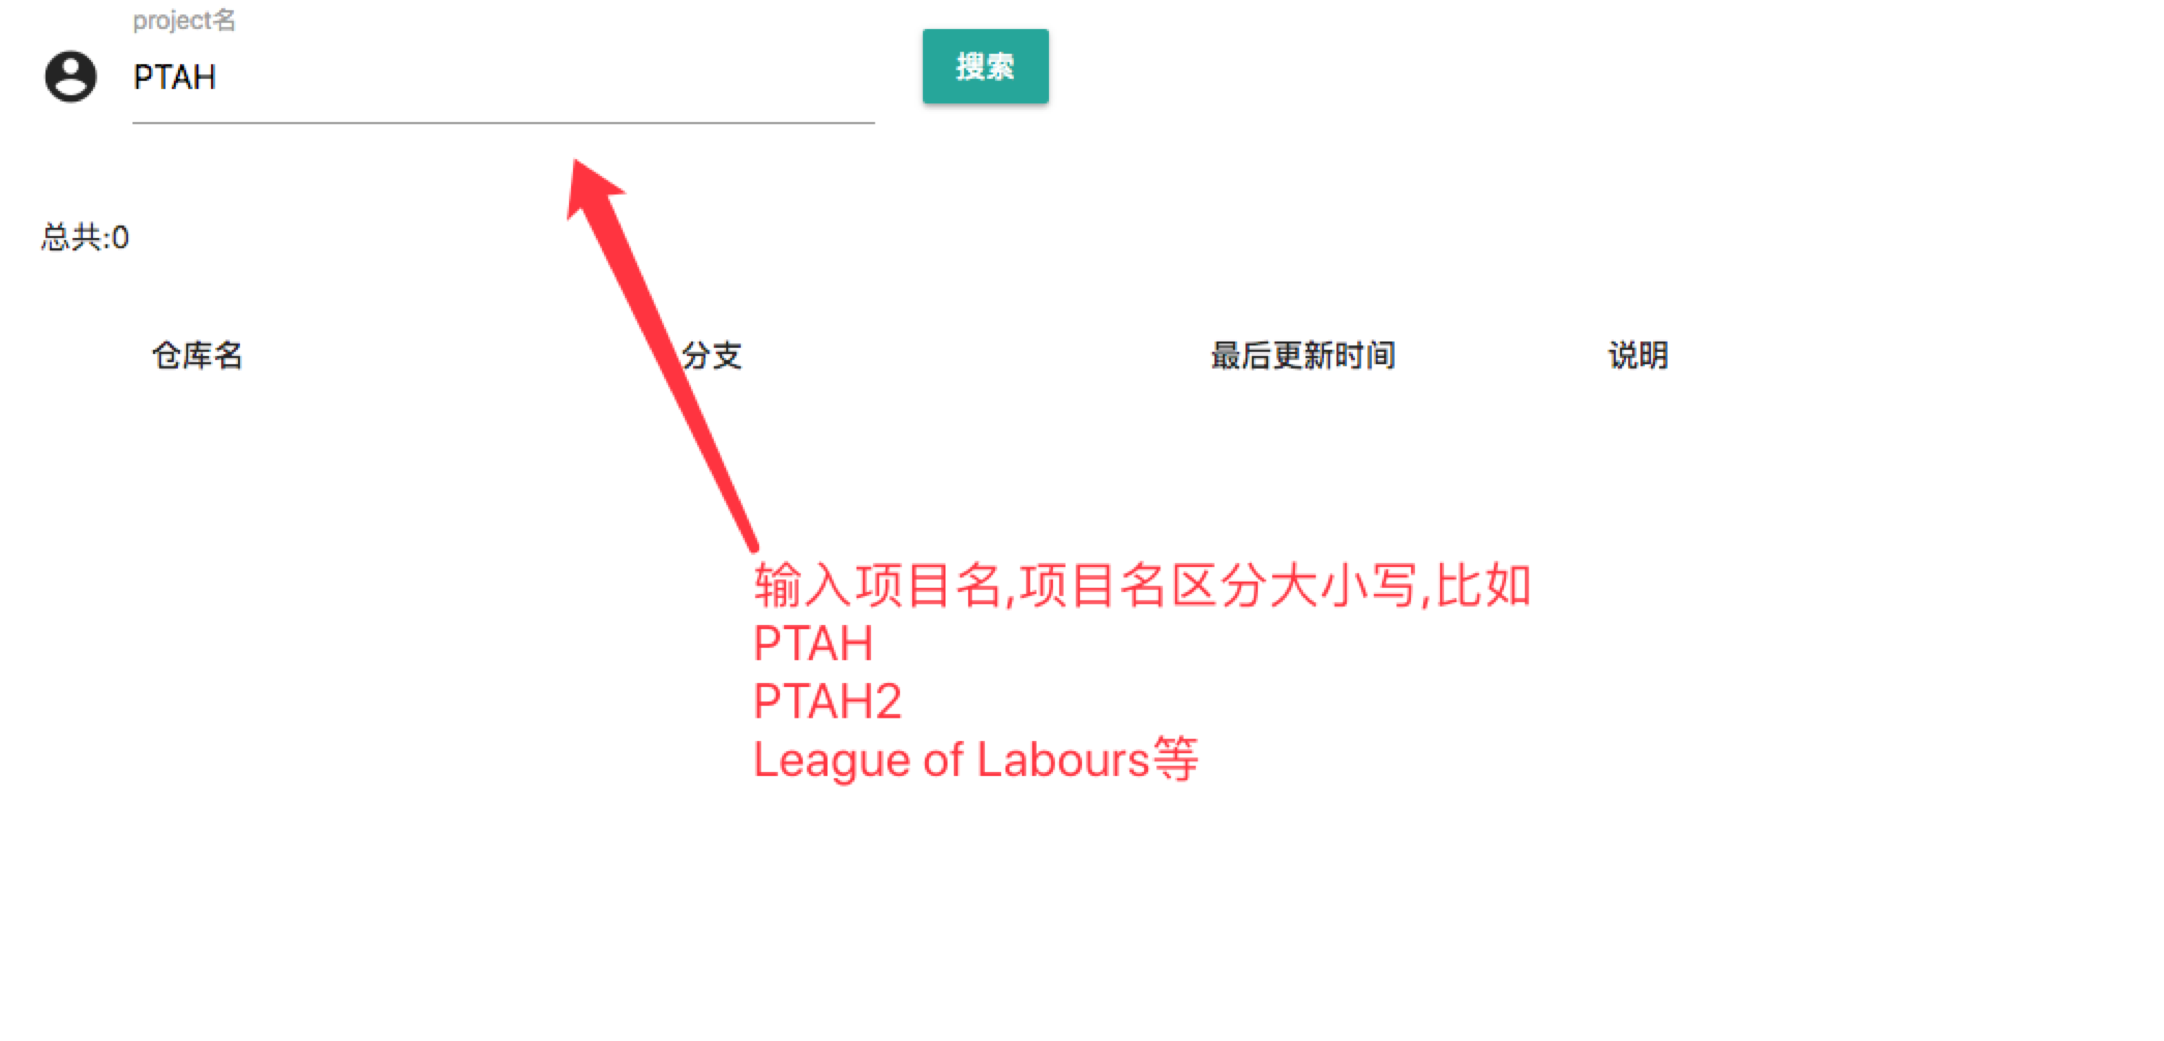 project名
PTAH
搜索
总共:0
仓库名 分支 最后更新时间 说明
输入项目名,项目名区分大小写,比如
PTAH
PTAH2
League of Labours等